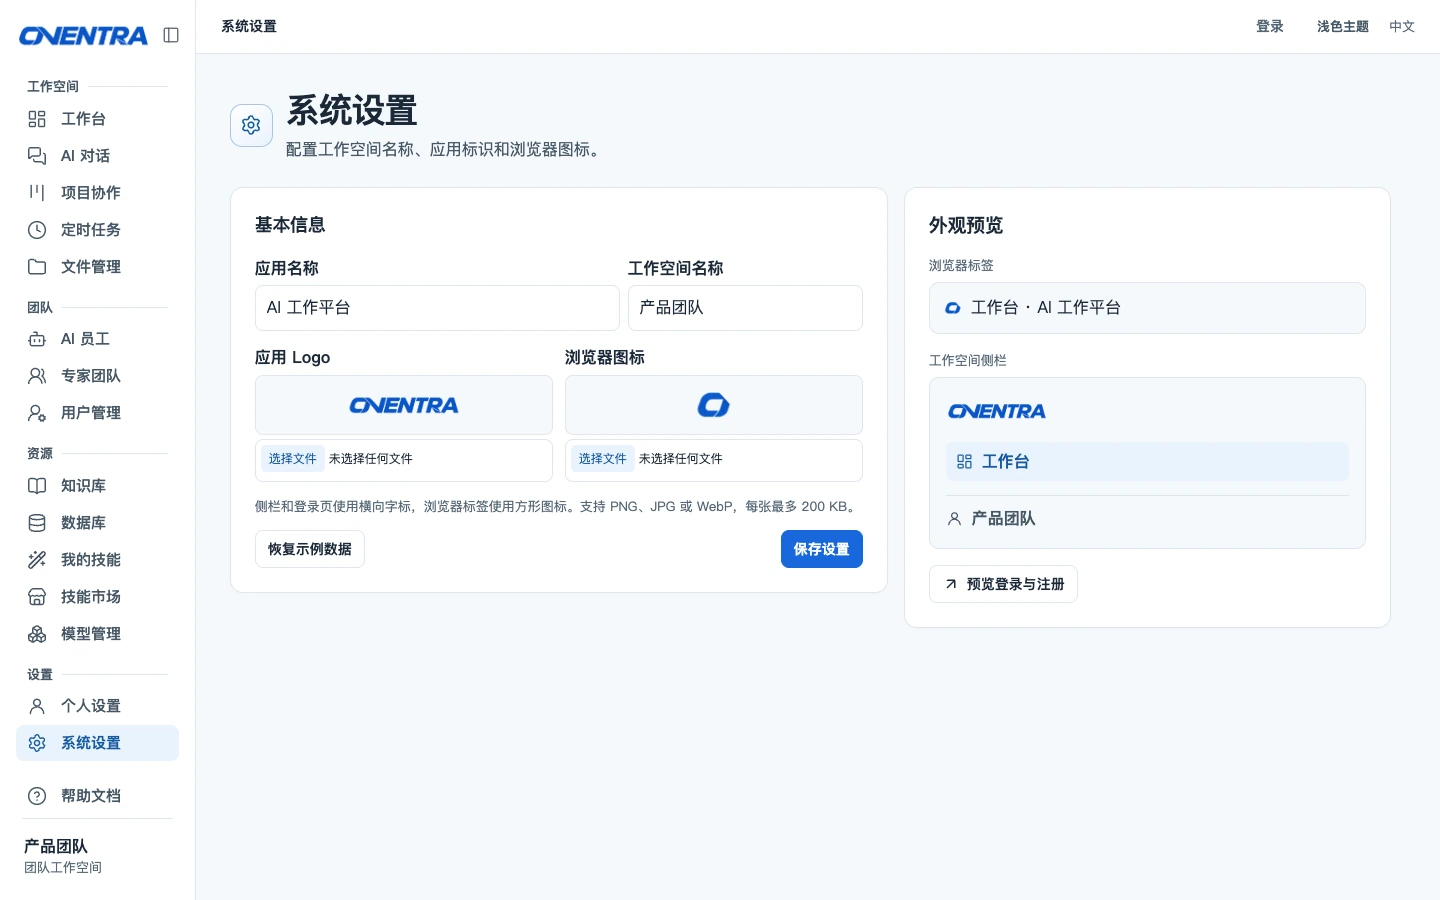 CNENTRA
工作空间
工作台
AI 对话
项目协作
定时任务
文件管理
团队
AI 员工
专家团队
用户管理
资源
知识库
数据库
我的技能
技能市场
模型管理
设置
个人设置
系统设置
帮助文档
产品团队
团队工作空间
系统设置
登录 浅色主题 中文
系统设置
配置工作空间名称、应用标识和浏览器图标。
基本信息
应用名称 工作空间名称
AI 工作平台 产品团队
应用 Logo 浏览器图标
CNENTRA
选择文件 未选择任何文件 选择文件 未选择任何文件
侧栏和登录页使用横向字标，浏览器标签使用方形图标。支持 PNG、JPG 或 WebP，每张最多 200 KB。
恢复示例数据 保存设置
外观预览
浏览器标签
工作台 · AI 工作平台
工作空间侧栏
CNENTRA
工作台
产品团队
预览登录与注册